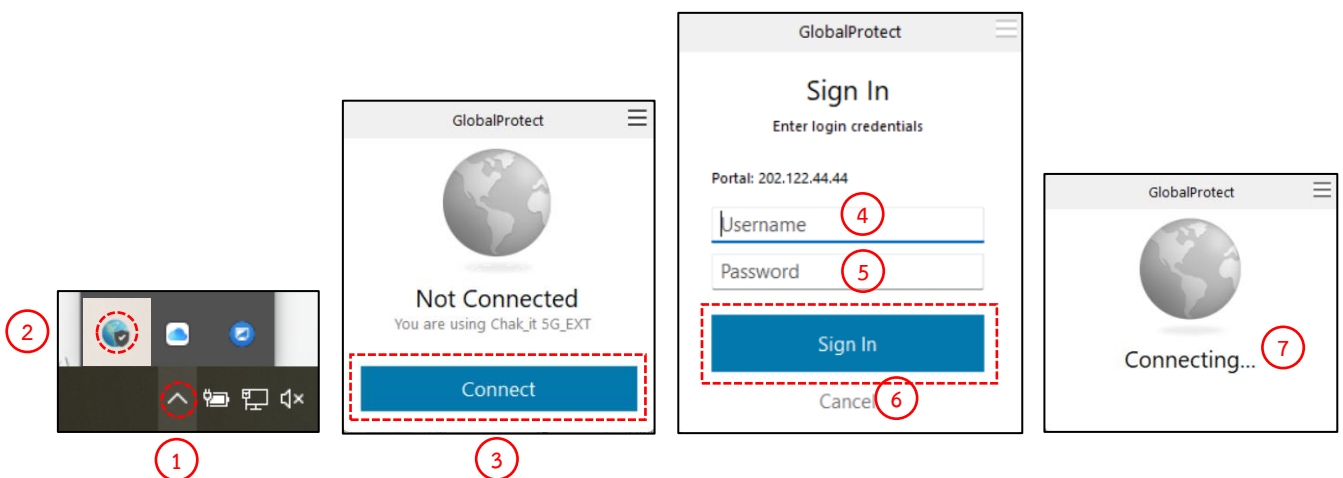 2
1
GlobalProtect
Not Connected
You are using Chak_it 5G_EXT
Connect
3
GlobalProtect
Sign In
Enter login credentials
Portal: 202.122.44.44
Username 4
Password 5
Sign In
Cancel 6
GlobalProtect
Connecting... 7